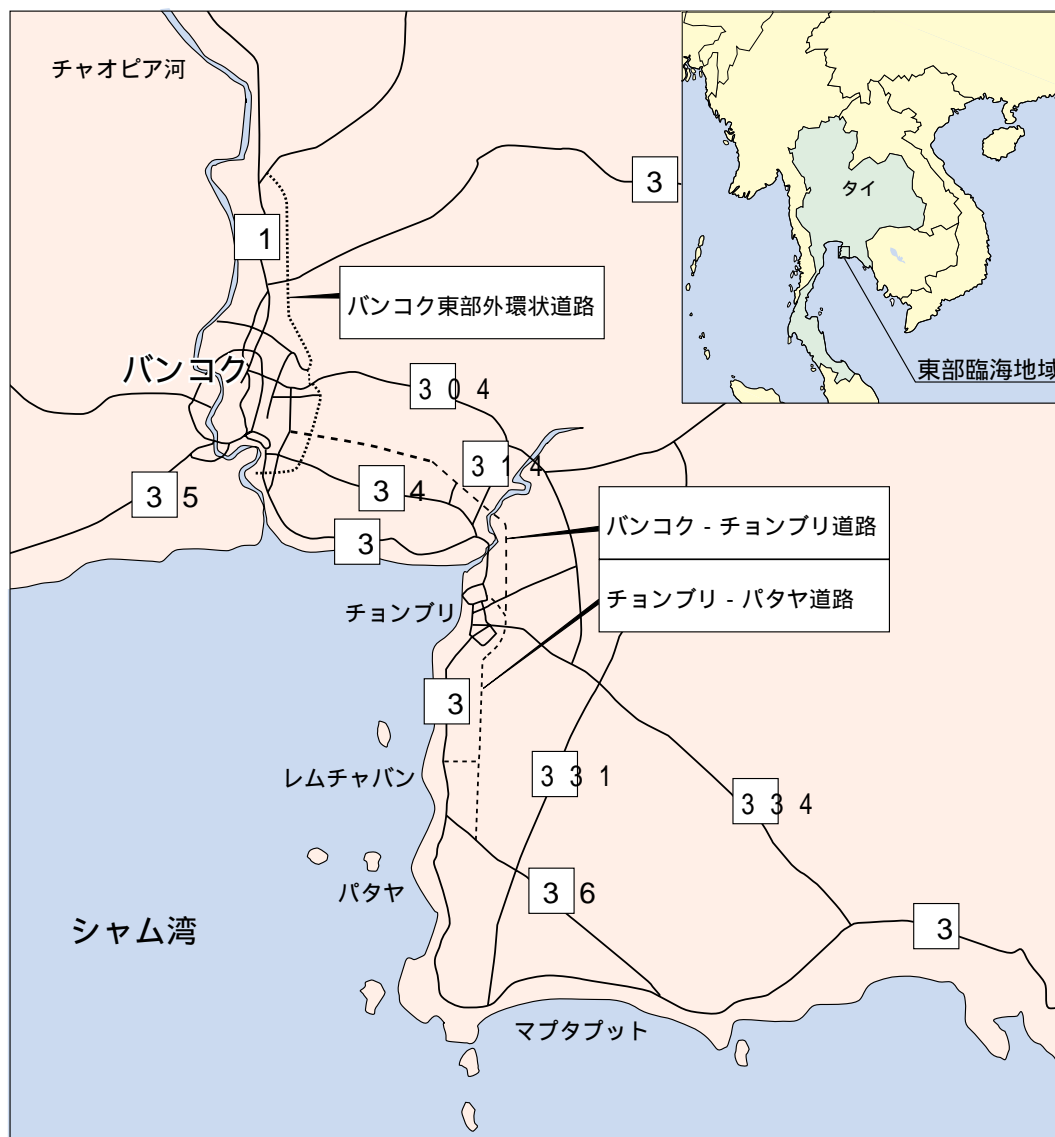 チャオピア河
タイ
東部臨海地域
3
1
バンコク東部外環状道路
バンコク
304
314
34
35
3
バンコク - チョンブリ道路
チョンブリ - パタヤ道路
チョンブリ
3
レムチャバン
331
334
パタヤ
36
シャム湾
3
マプタプット